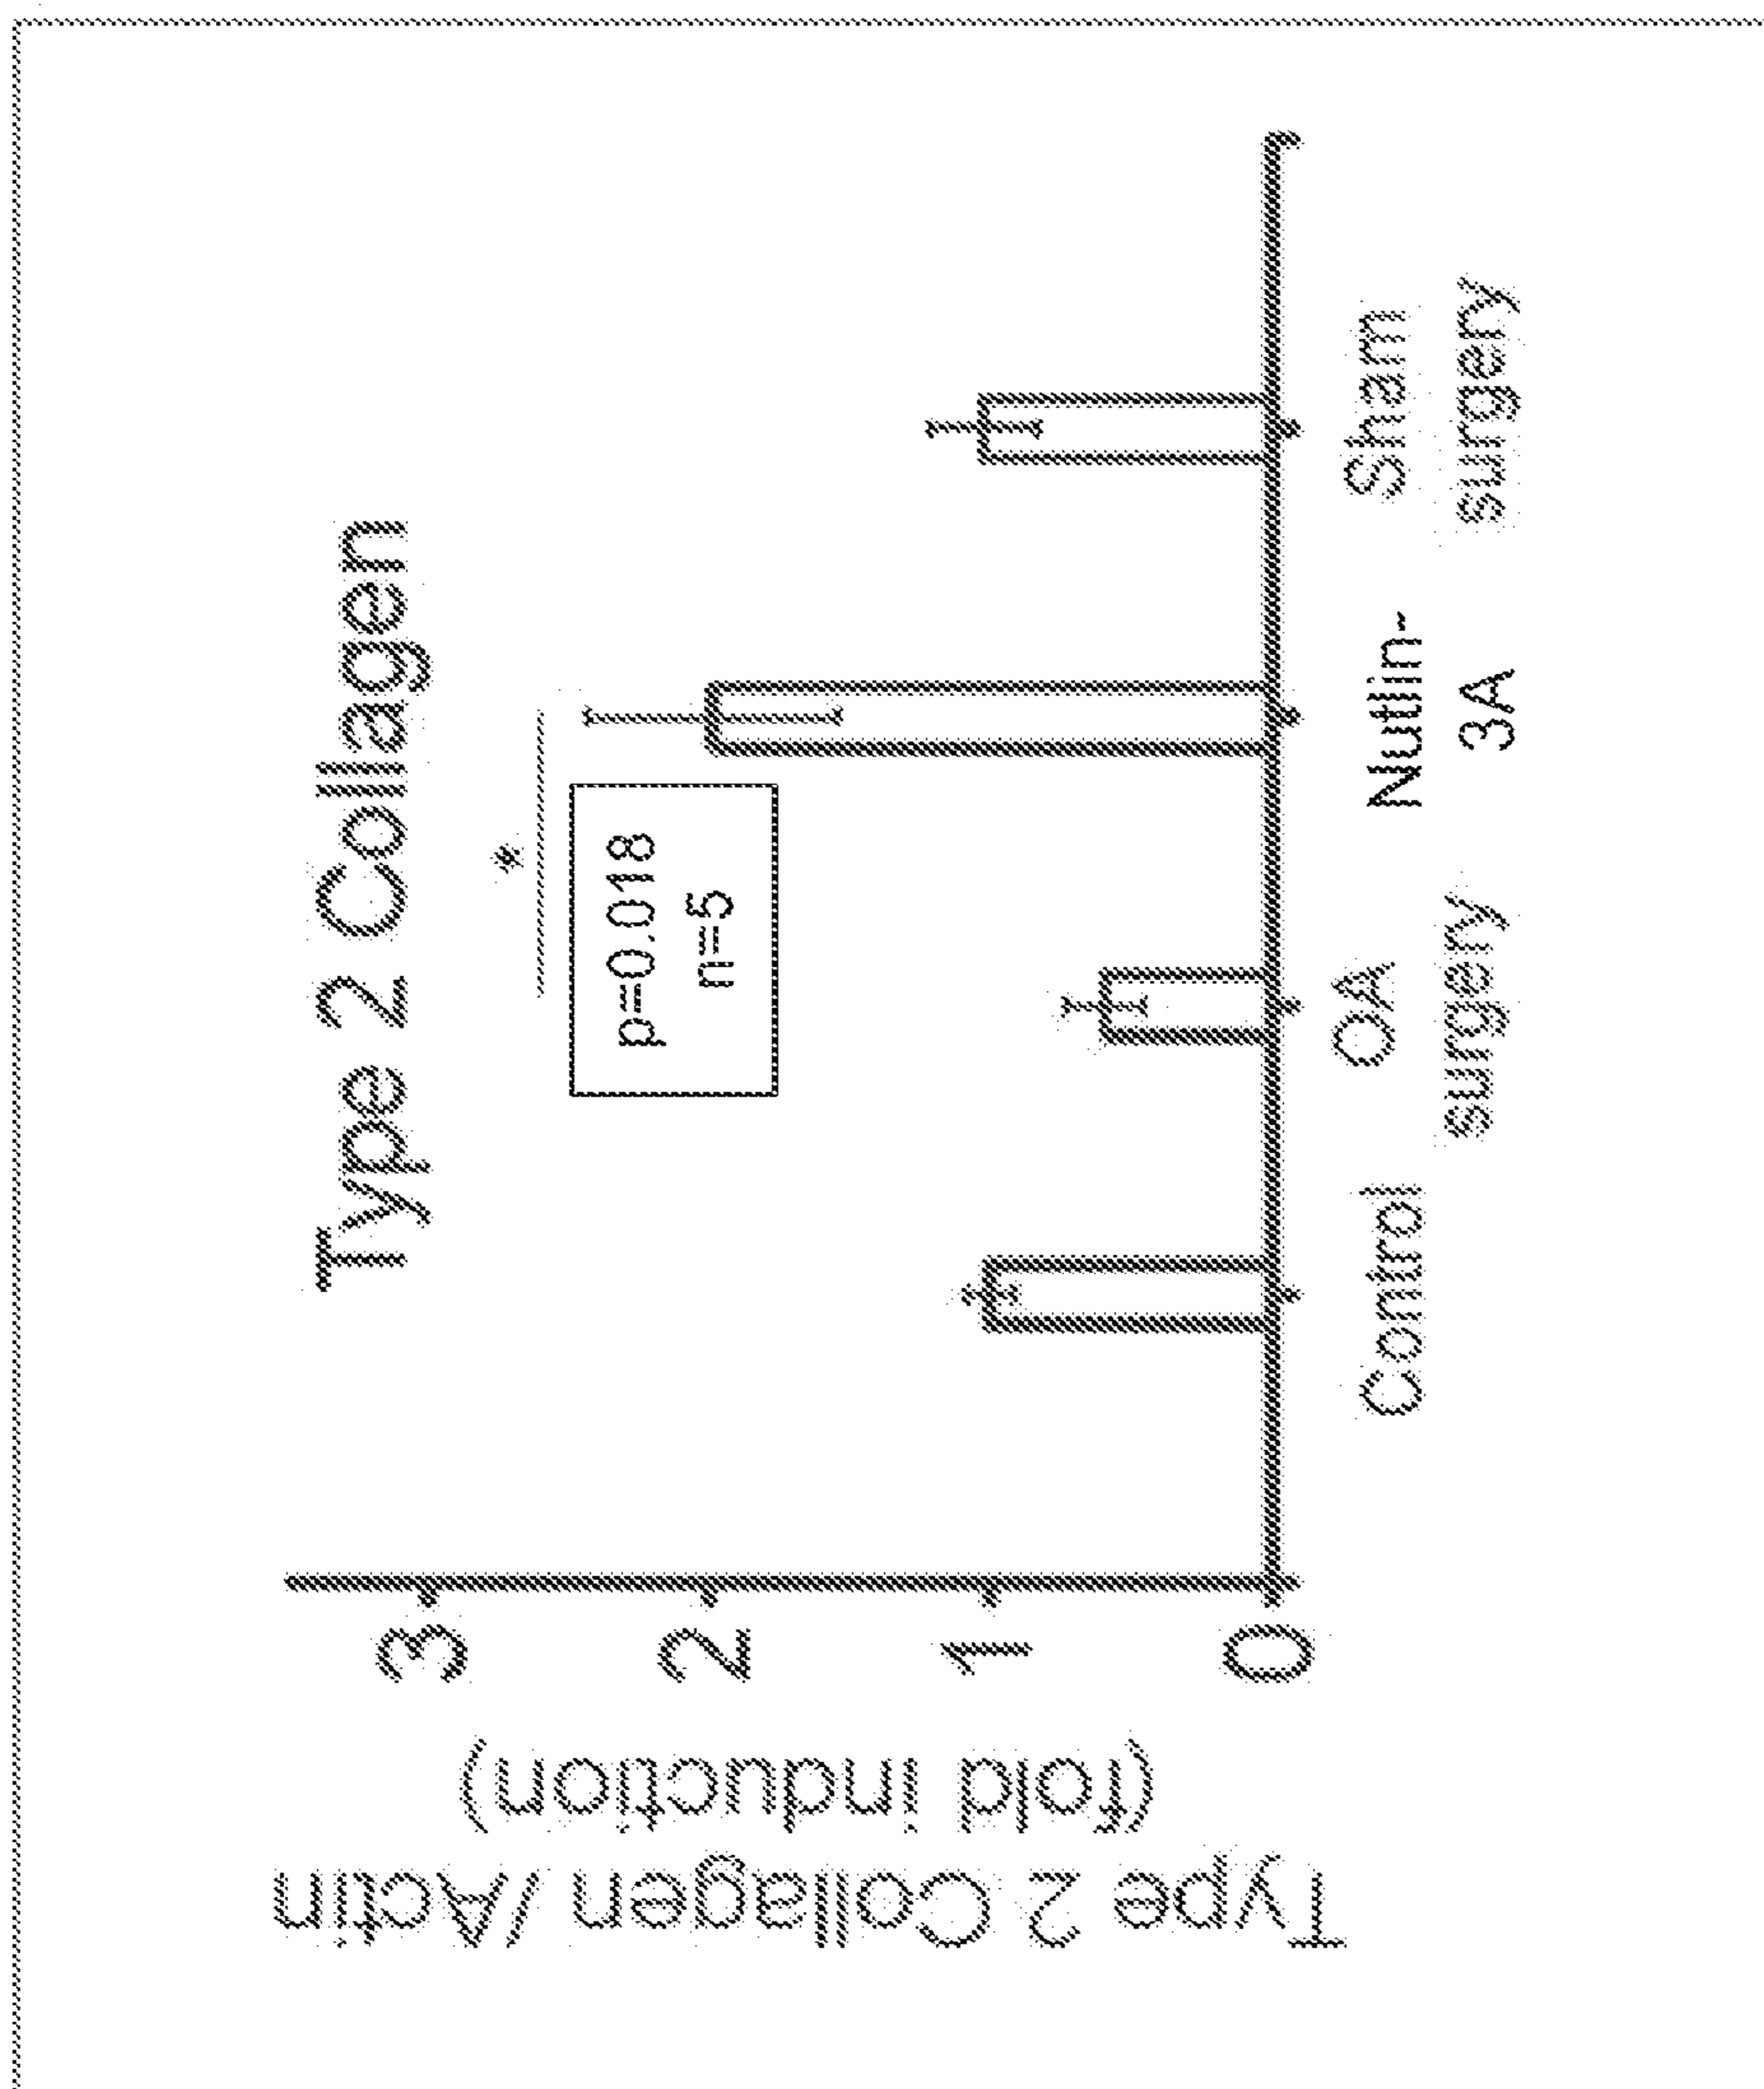 Type 2 Collagen
*
p=0.018
n=5
Type 2 Collagen /Actin
(fold induction)
3
2
1
0
Control
OA
surgery
Nutlin-
3A
Sham
surgery